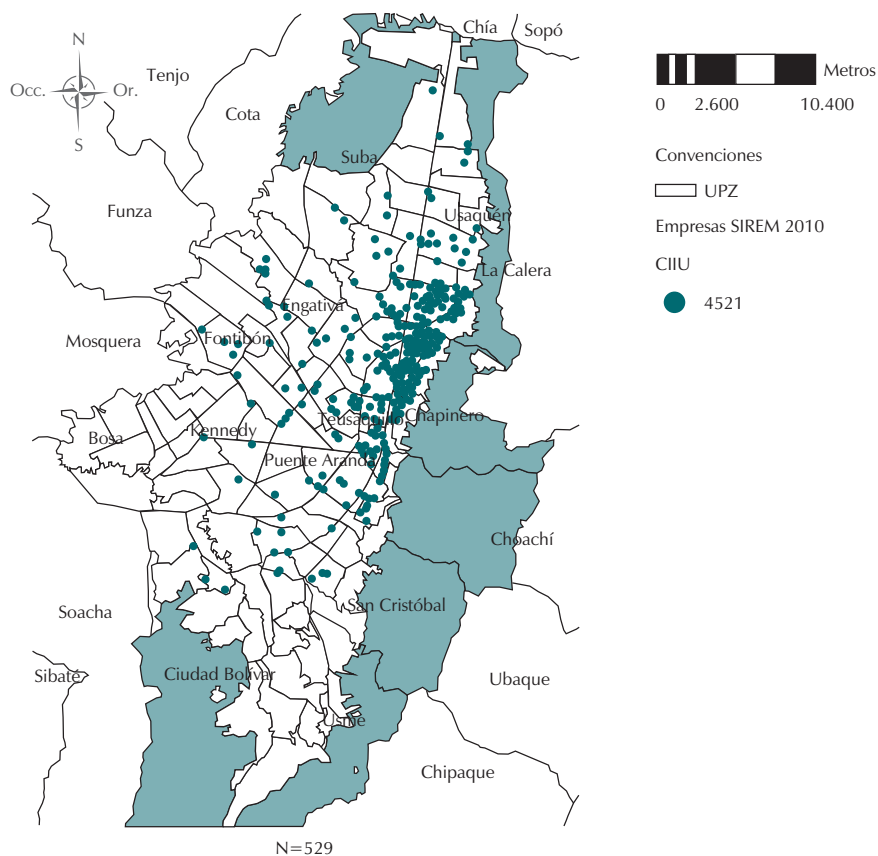 Chía
Sopó
N
Tenjo
Occ.
Or.
Cota
S
Suba
Funza
Usaquén
La Calera
Engativa
Mosquera
Fontibón
Teusaquillo
Chapinero
Bosa
Kennedy
Puente Aranda
Choachí
Soacha
San Cristóbal
Sibaté
Ciudad Bolívar
Ubaque
Usme
Chipaque
N=529
Metros
0 2.600 10.400
Convenciones
UPZ
Empresas SIREM 2010
CIIU
4521